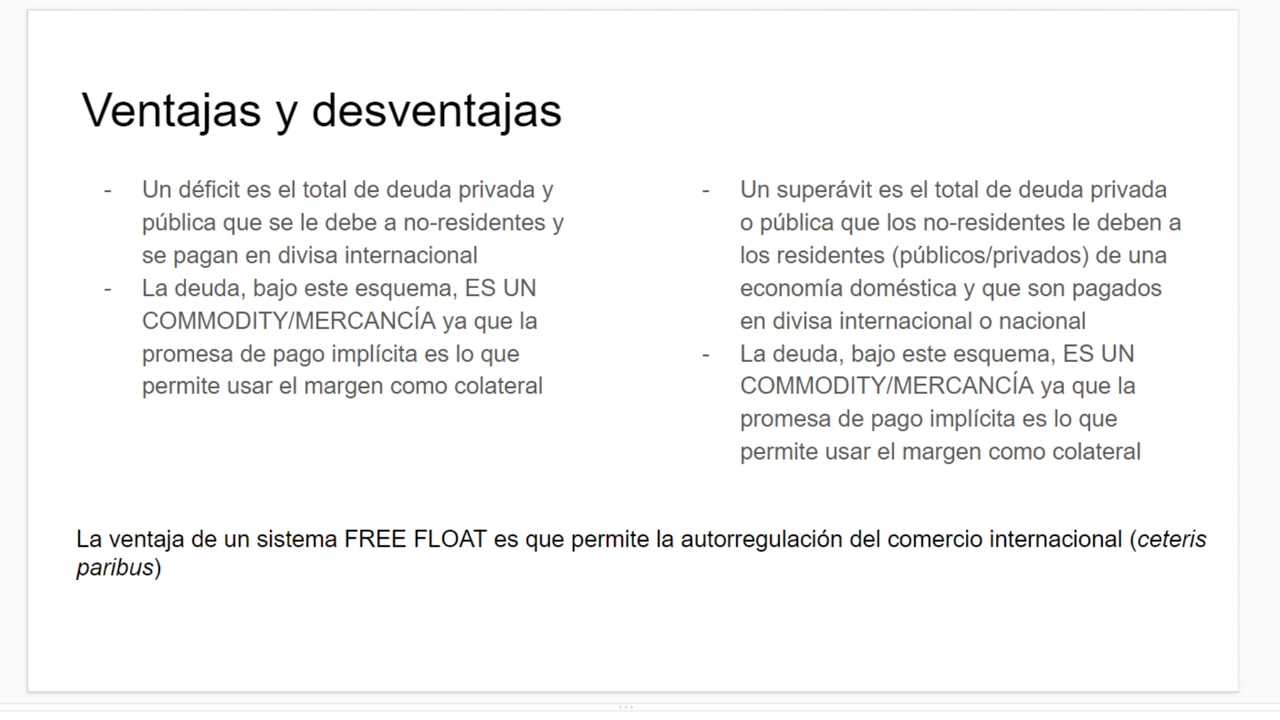 Ventajas y desventajas
- Un déficit es el total de deuda privada y
pública que se le debe a no-residentes y
se pagan en divisa internacional
- La deuda, bajo este esquema, ES UN
COMMODITY/MERCANCÍA ya que la
promesa de pago implícita es lo que
permite usar el margen como colateral
- Un superávit es el total de deuda privada
o pública que los no-residentes le deben a
los residentes (públicos/privados) de una
economía doméstica y que son pagados
en divisa internacional o nacional
- La deuda, bajo este esquema, ES UN
COMMODITY/MERCANCÍA ya que la
promesa de pago implícita es lo que
permite usar el margen como colateral
La ventaja de un sistema FREE FLOAT es que permite la autorregulación del comercio internacional (ceteris
paribus)